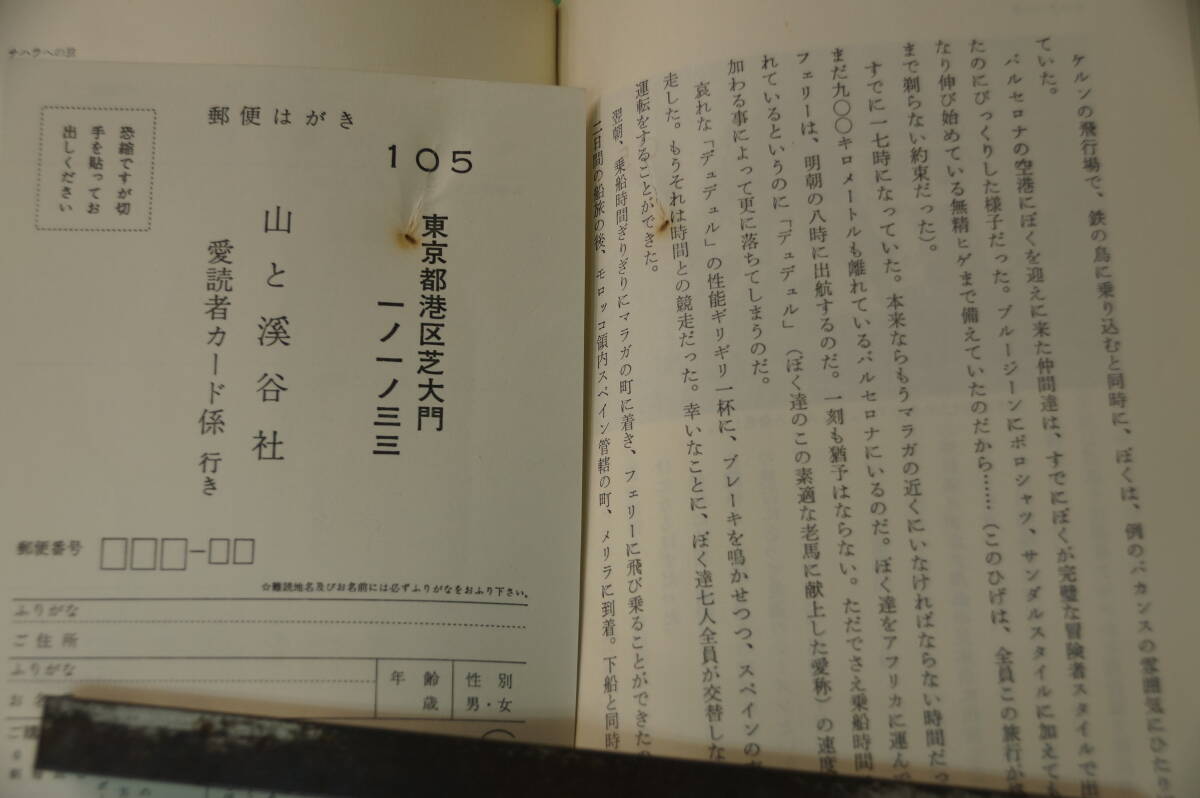 サハラへの旅
郵便はがき
105
東京都港区芝大門
一ノ一ノ三三
山と溪谷社
愛読者カード係 行き
恐縮ですが切
手を貼ってお
出しください
郵便番号 □□□-□□
☆難読地名及びお名前には必ずふりがなをおふり下さい。
ふりがな
ご住所
ふりがな
年 齢
歳
性 別
男・女
ケルンの飛行場で、鉄の鳥に乗り込むと同時に、ぼくは、例のバカンスの雰囲気にひたり
ていた。
バルセロナの空港にぼくを迎えに来た仲間達は、すでにぼくが完璧な冒険者スタイルで出
たのにびっくりした様子だった。ブルージーンにポロシャツ、サンダルスタイルに加えても
なり伸び始めている無精ヒゲまで備えていたのだから……(このひげは、全員この旅行が
まで剃らない約束だった)。
すでに一七時になっていた。本来ならもうマラガの近くにいなければならない時間だっ
まだ九〇〇キロメートルも離れているバルセロナにいるのだ。ぼく達をアフリカに運んで
フェリーは、明朝の八時に出航するのだ。一刻も猶予はならない。ただでさえ乗船時間
れているというのに「デュデュル」(ぼく達のこの素適な老馬に献上した愛称)の速度
加わる事によって更に落ちてしまうのだ。
哀れな「デュデュル」の性能ギリギリ一杯に、ブレーキを鳴かせつつ、スペインの
走した。もうそれは時間との競走だった。幸いなことに、ぼく達七人全員が交替しな
運転をすることができた。
翌朝、乗船時間ぎりぎりにマラガの町に着き、フェリーに飛び乗ることができた
二日間の船旅の後、モロッコ領内スペイン管轄の町、メリラに到着。下船と同時